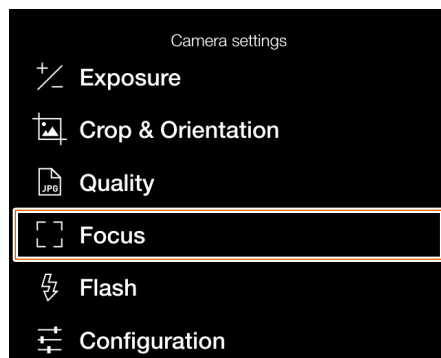 Camera settings
Exposure
Crop & Orientation
JPG
Quality
Focus
Flash
Configuration